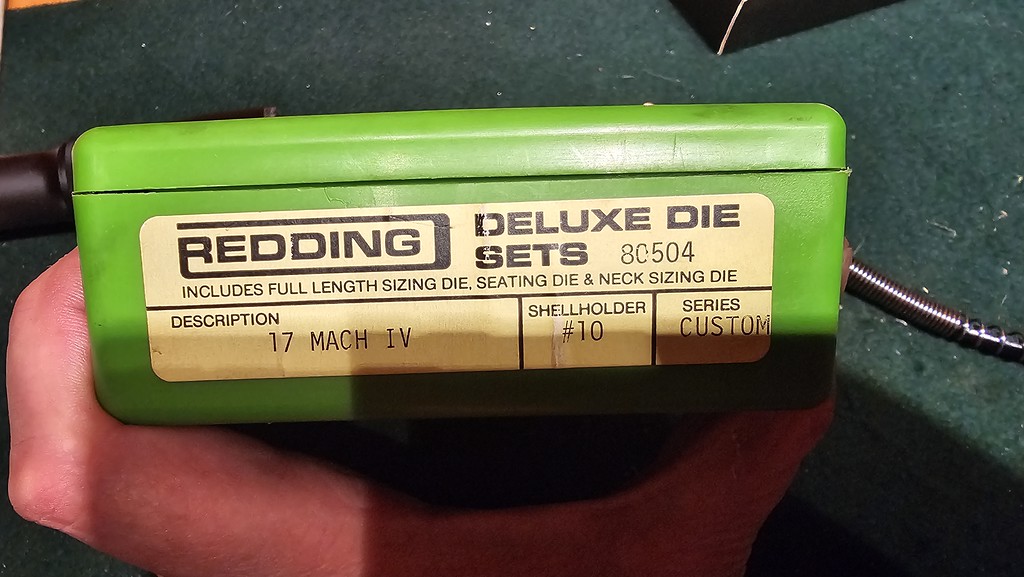 REDDING
DELUXE DIE
SETS 80504
INCLUDES FULL LENGTH SIZING DIE, SEATING DIE & NECK SIZING DIE
DESCRIPTION
17 MACH IV
SHELLHOLDER
#10
SERIES
CUSTOM